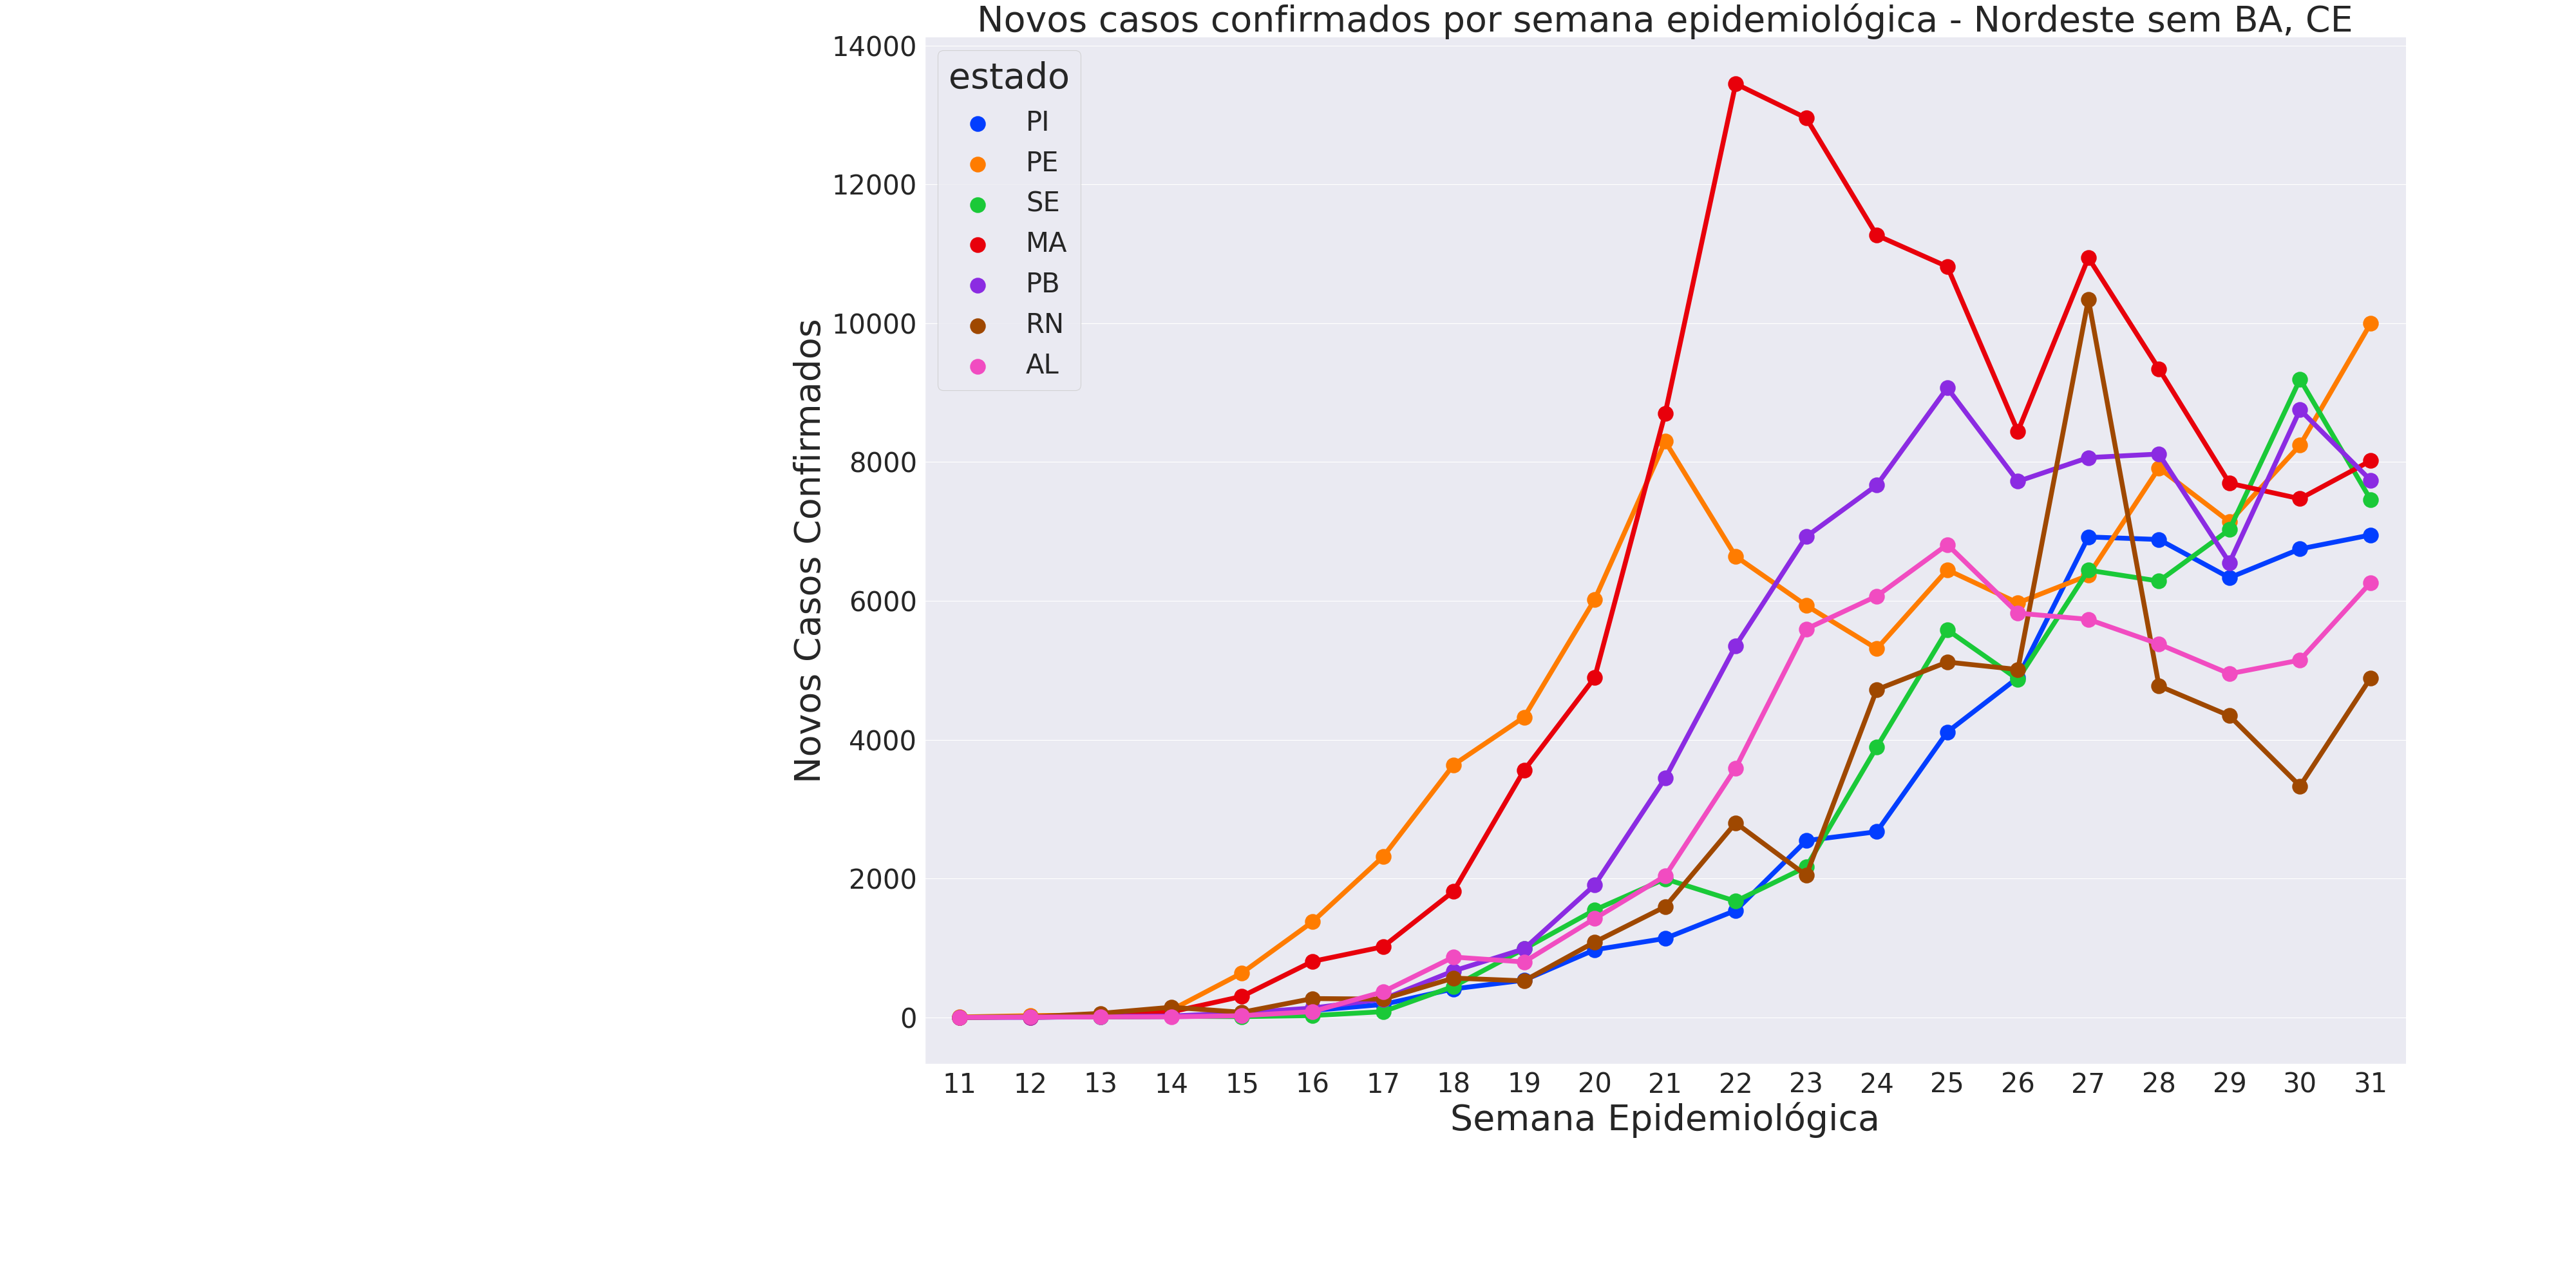 Novos casos confirmados por semana epidemiológica - Nordeste sem BA, CE
14000
12000
10000
8000
6000
4000
2000
0
Novos Casos Confirmados
estado
PI
PE
SE
MA
PB
RN
AL
11 12 13 14 15 16 17 18 19 20 21 22 23 24 25 26 27 28 29 30 31
Semana Epidemiológica